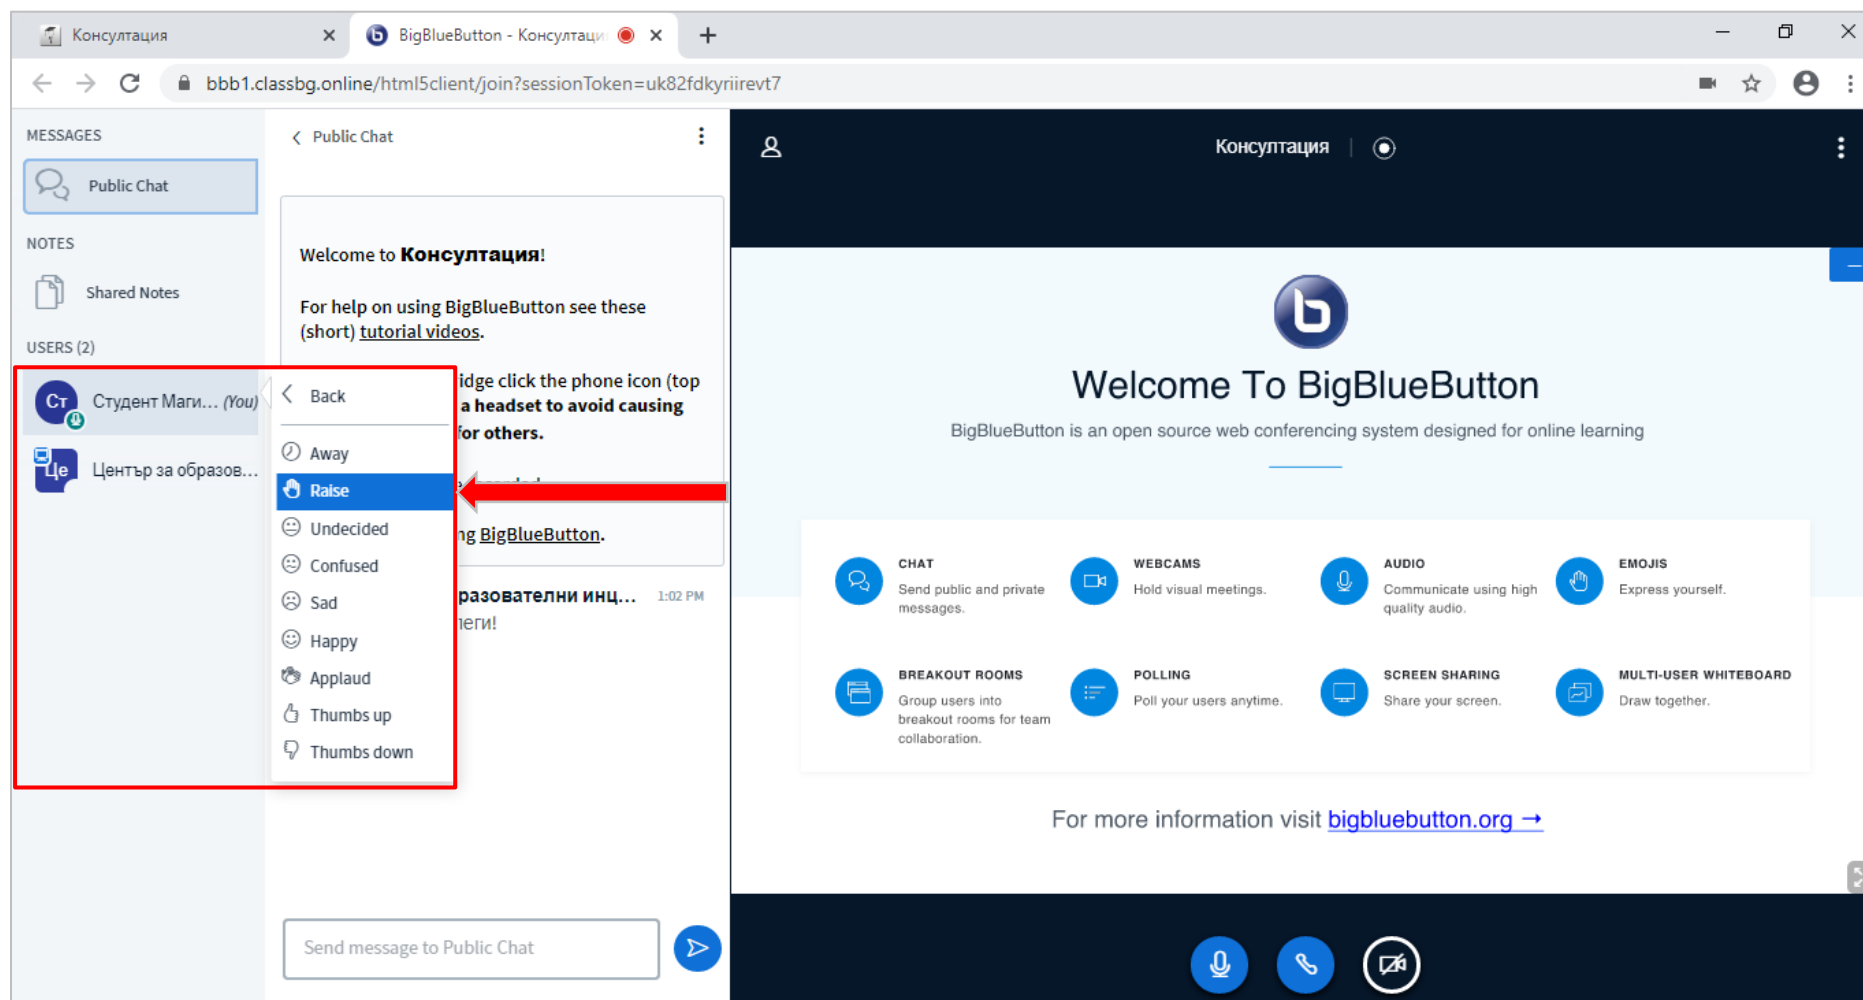 Консултация
BigBlueButton - Консултаци
bbb1.classbg.online/html5client/join?sessionToken=uk82fdkyriirevt7
MESSAGES
Public Chat
NOTES
Shared Notes
USERS (2)
Ст Студент Маги... (You)
Це Център за образов...
Back
Away
Raise
Undecided
Confused
Sad
Happy
Applaud
Thumbs up
Thumbs down
Public Chat
Welcome to Консултация!
For help on using BigBlueButton see these
(short) tutorial videos.
click the phone icon (top
a headset to avoid causing
for others.
BigBlueButton.
инц... 1:02 PM
Send message to Public Chat
Консултация
Welcome To BigBlueButton
BigBlueButton is an open source web conferencing system designed for online learning
CHAT
Send public and private
messages.
WEBCAMS
Hold visual meetings.
AUDIO
Communicate using high
quality audio.
EMOJIS
Express yourself.
BREAKOUT ROOMS
Group users into
breakout rooms for team
collaboration.
POLLING
Poll your users anytime.
SCREEN SHARING
Share your screen.
MULTI-USER WHITEBOARD
Draw together.
For more information visit bigbluebutton.org →